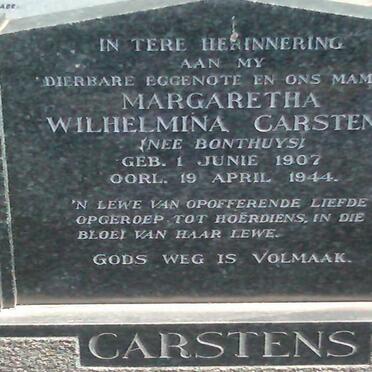 IN TERE HERINNERING
AAN MY
DIERBARE EGGENOTE EN ONS MAM
MARGARETHA
WILHELMINA CARSTEN
(NEE BONTHUYS)
GEB. 1 JUNIE 1907
OORL. 19 APRIL 1944.
'N LEWE VAN OPOFFERENDE LIEFDE
OPGEROEP TOT HOËRDIENS, IN DIE
BLOEI VAN HAAR LEWE.
GODS WEG IS VOLMAAK.
CARSTENS